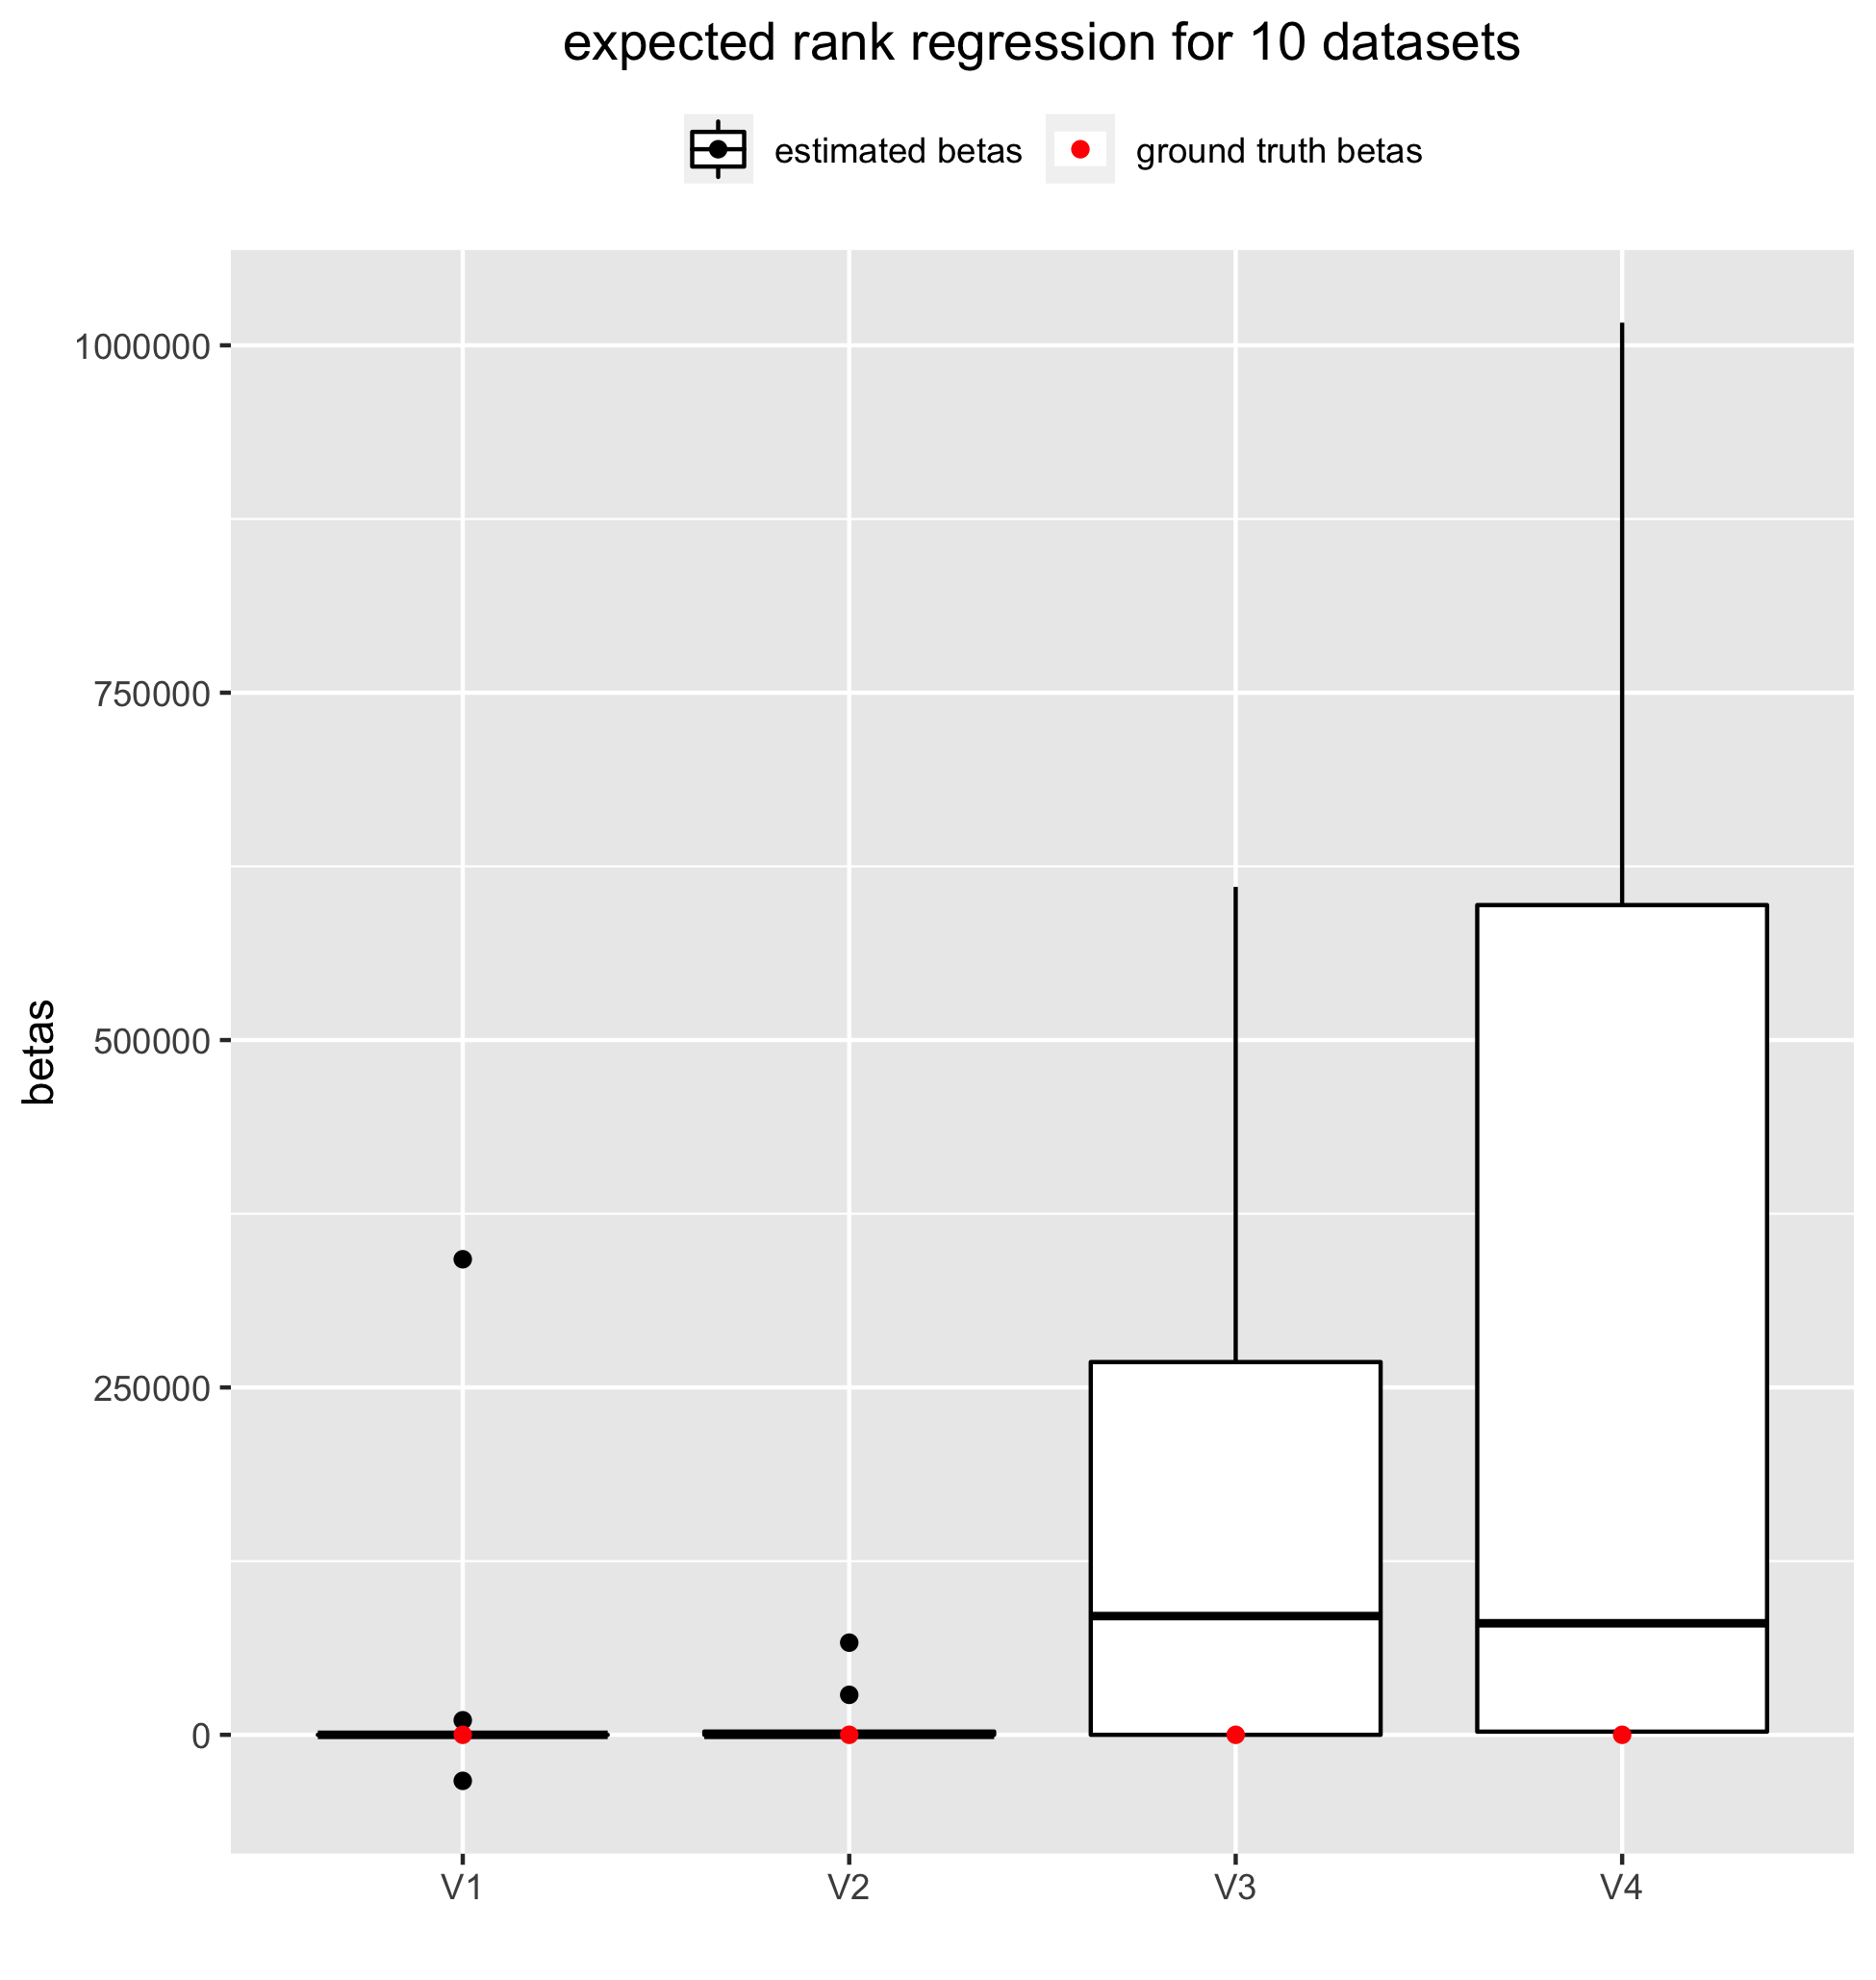 expected rank regression for 10 datasets
estimated betas
ground truth betas
1000000
750000
500000
250000
0
betas
V1
V2
V3
V4